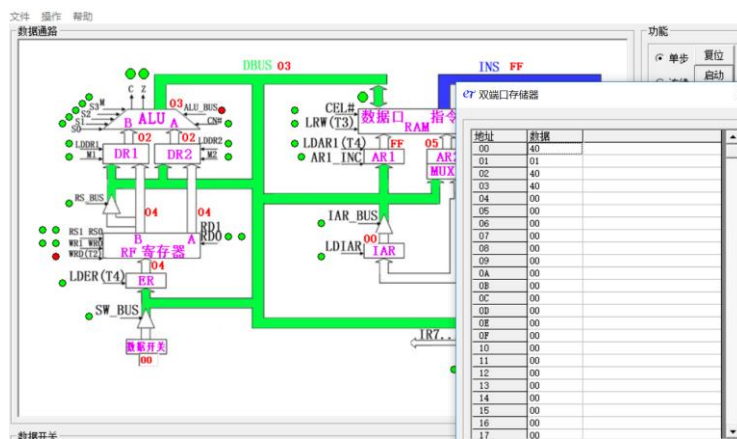 文件 操作 帮助
数据通路
功能
DBUS 03
INS FF
单步 复位
启动
C Z
S3 M
S2
S1
S0
03 ALU_BUS
B ALU A
CN#
CEL#
LRW(T3)
数据口 指令
RAM
02 02
LDDR1
M1
DR1 DR2
LDDR2
M2
LDAR1(T4)
AR1_INC
FF
AR1
05
AR2
MUX
RS_BUS
04 04
IAR_BUS
00
LDIAR
IAR
RS1 RS0
WR1 WR0
WRD(T2)
B A
RF 寄存器
RD1
RD0
04
LDER(T4)
ER
SW_BUS
数据开关
00
IR7...
数据开关
双端口存储器
地址 数据
00 40
01 01
02 40
03 40
04 00
05 00
06 00
07 00
08 00
09 00
0A 00
0B 00
0C 00
0D 00
0E 00
0F 00
10 00
11 00
12 00
13 00
14 00
15 00
16 00
17 00